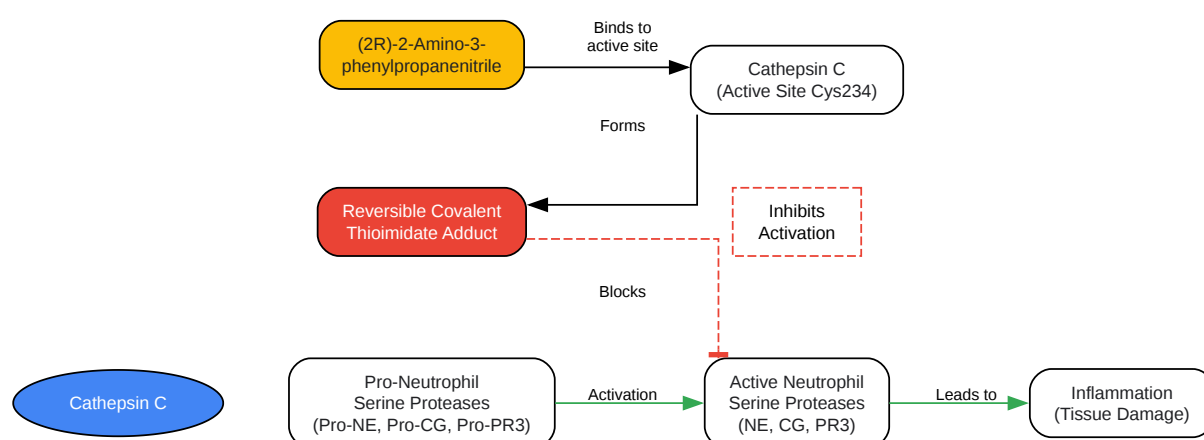 (2R)-2-Amino-3-
phenylpropanenitrile
Binds to
active site
Cathepsin C
(Active Site Cys234)
Forms
Reversible Covalent
Thioimidate Adduct
Inhibits
Activation
Blocks
Cathepsin C
Pro-Neutrophil
Serine Proteases
(Pro-NE, Pro-CG, Pro-PR3)
Activation
Active Neutrophil
Serine Proteases
(NE, CG, PR3)
Leads to
Inflammation
(Tissue Damage)